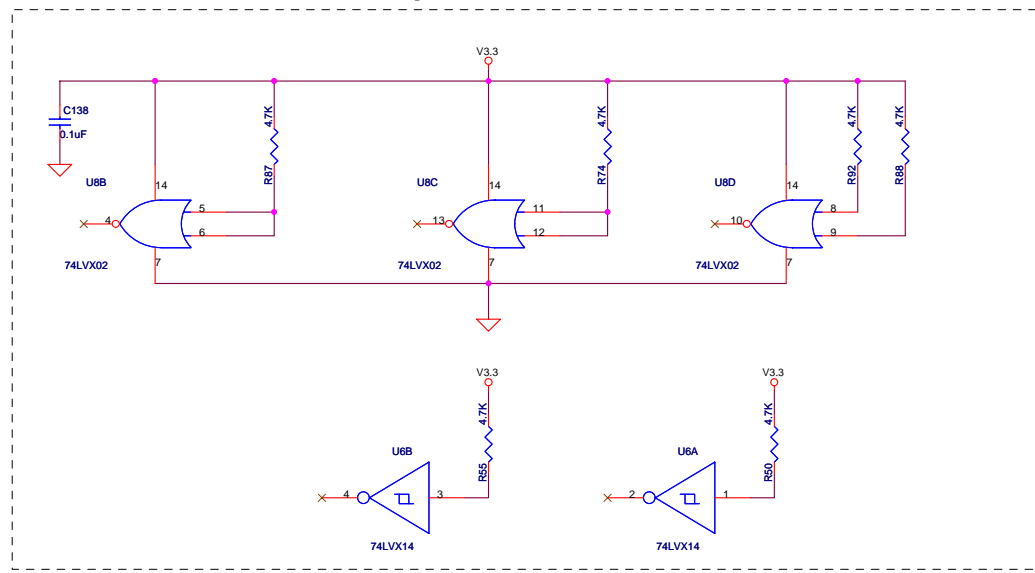 V3.3
C138
0.1uF
4.7K
R87
4.7K
R74
4.7K
R92
4.7K
R88
U8B
14
4
5
6
7
74LVX02
U8C
14
13
11
12
7
74LVX02
U8D
14
10
8
9
7
74LVX02
V3.3
4.7K
R55
U6B
4
3
74LVX14
V3.3
4.7K
R50
U6A
2
1
74LVX14